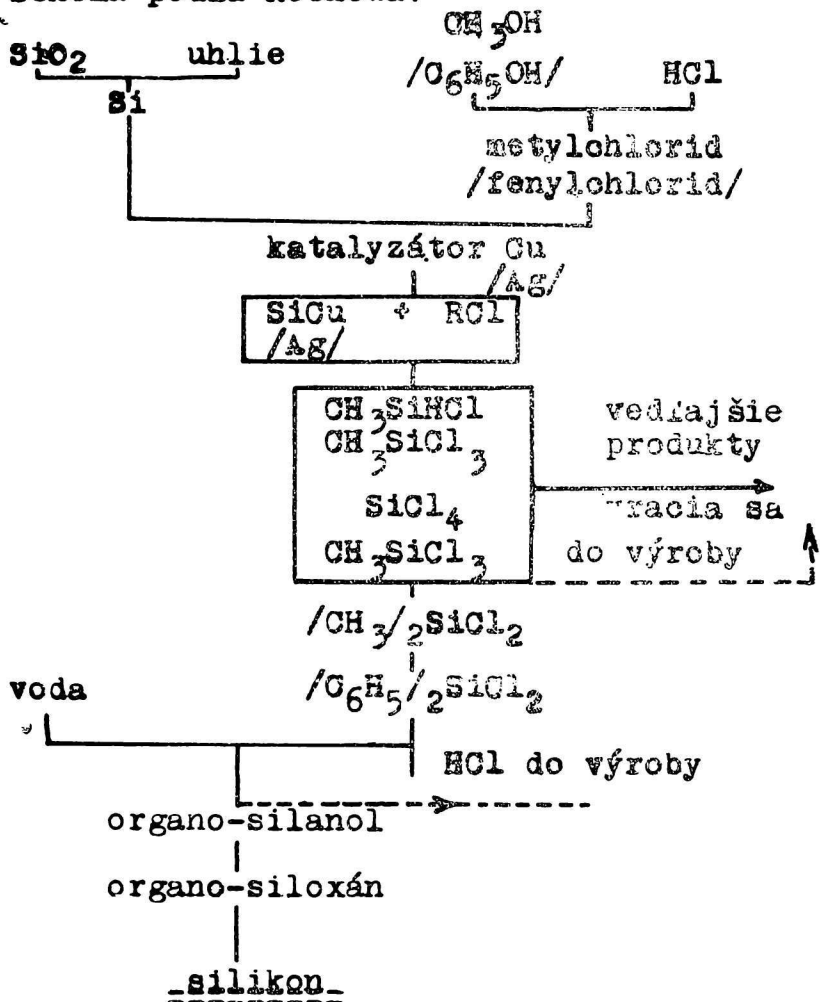 CH₃OH
SiO₂ uhlie /C₆H₅OH/ HCl
Si
metylchlorid
/fenylchlorid/
katalyzátor Cu
/Ag/
SiCu + RCl
/Ag/
CH₃SiHCl vedľajšie
CH₃SiCl₃ produkty
SiCl₄ vracia sa
CH₃SiCl₃ do výroby
/CH₃/₂SiCl₂
voda /C₆H₅/₂SiCl₂
HCl do výroby
organo-silanol
organo-siloxán
silikon